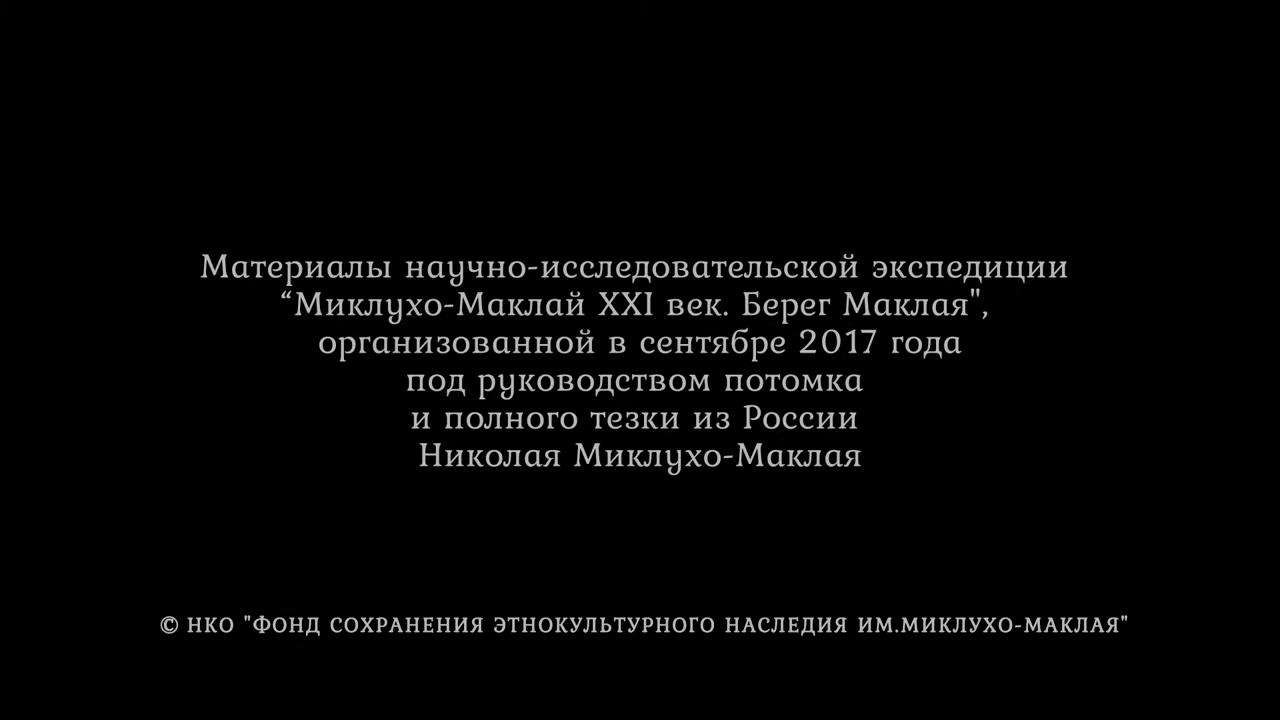 Материалы научно-исследовательской экспедиции
“Миклухо-Маклай XXI век. Берег Маклая",
организованной в сентябре 2017 года
под руководством потомка
и полного тезки из России
Николая Миклухо-Маклая
© НКО "ФОНД СОХРАНЕНИЯ ЭТНОКУЛЬТУРНОГО НАСЛЕДИЯ ИМ.МИКЛУХО-МАКЛАЯ"